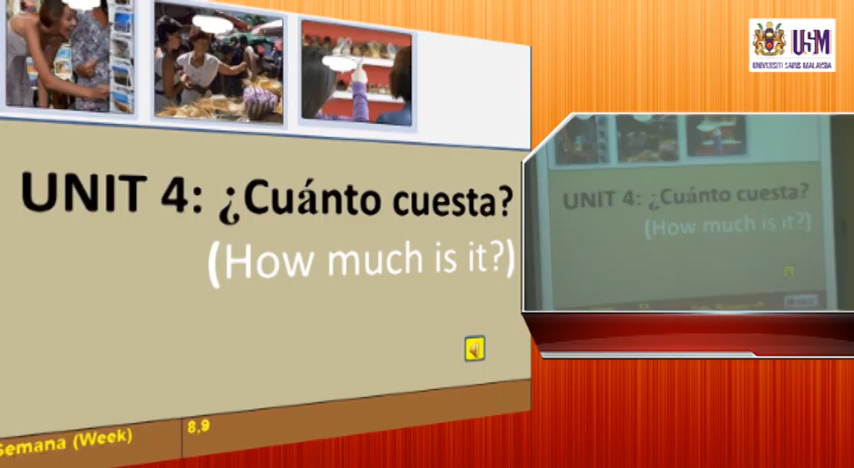 USM
UNIVERSITI SAINS MALAYSIA
UNIT 4: ¿Cuánto cuesta?
(How much is it?)
Semana (Week)
8,9
UNIT 4: ¿Cuánto cuesta?
(How much is it?)